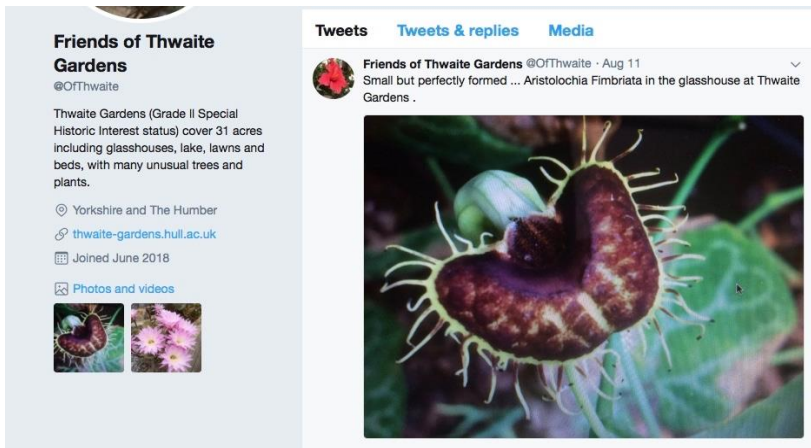 Friends of Thwaite
Gardens
@OfThwaite
Thwaite Gardens (Grade II Special
Historic Interest status) cover 31 acres
including glasshouses, lake, lawns and
beds, with many unusual trees and
plants.
Yorkshire and The Humber
thwaite-gardens.hull.ac.uk
Joined June 2018
Photos and videos
Tweets Tweets & replies Media
Friends of Thwaite Gardens @OfThwaite · Aug 11
Small but perfectly formed ... Aristolochia Fimbriata in the glasshouse at Thwaite
Gardens .